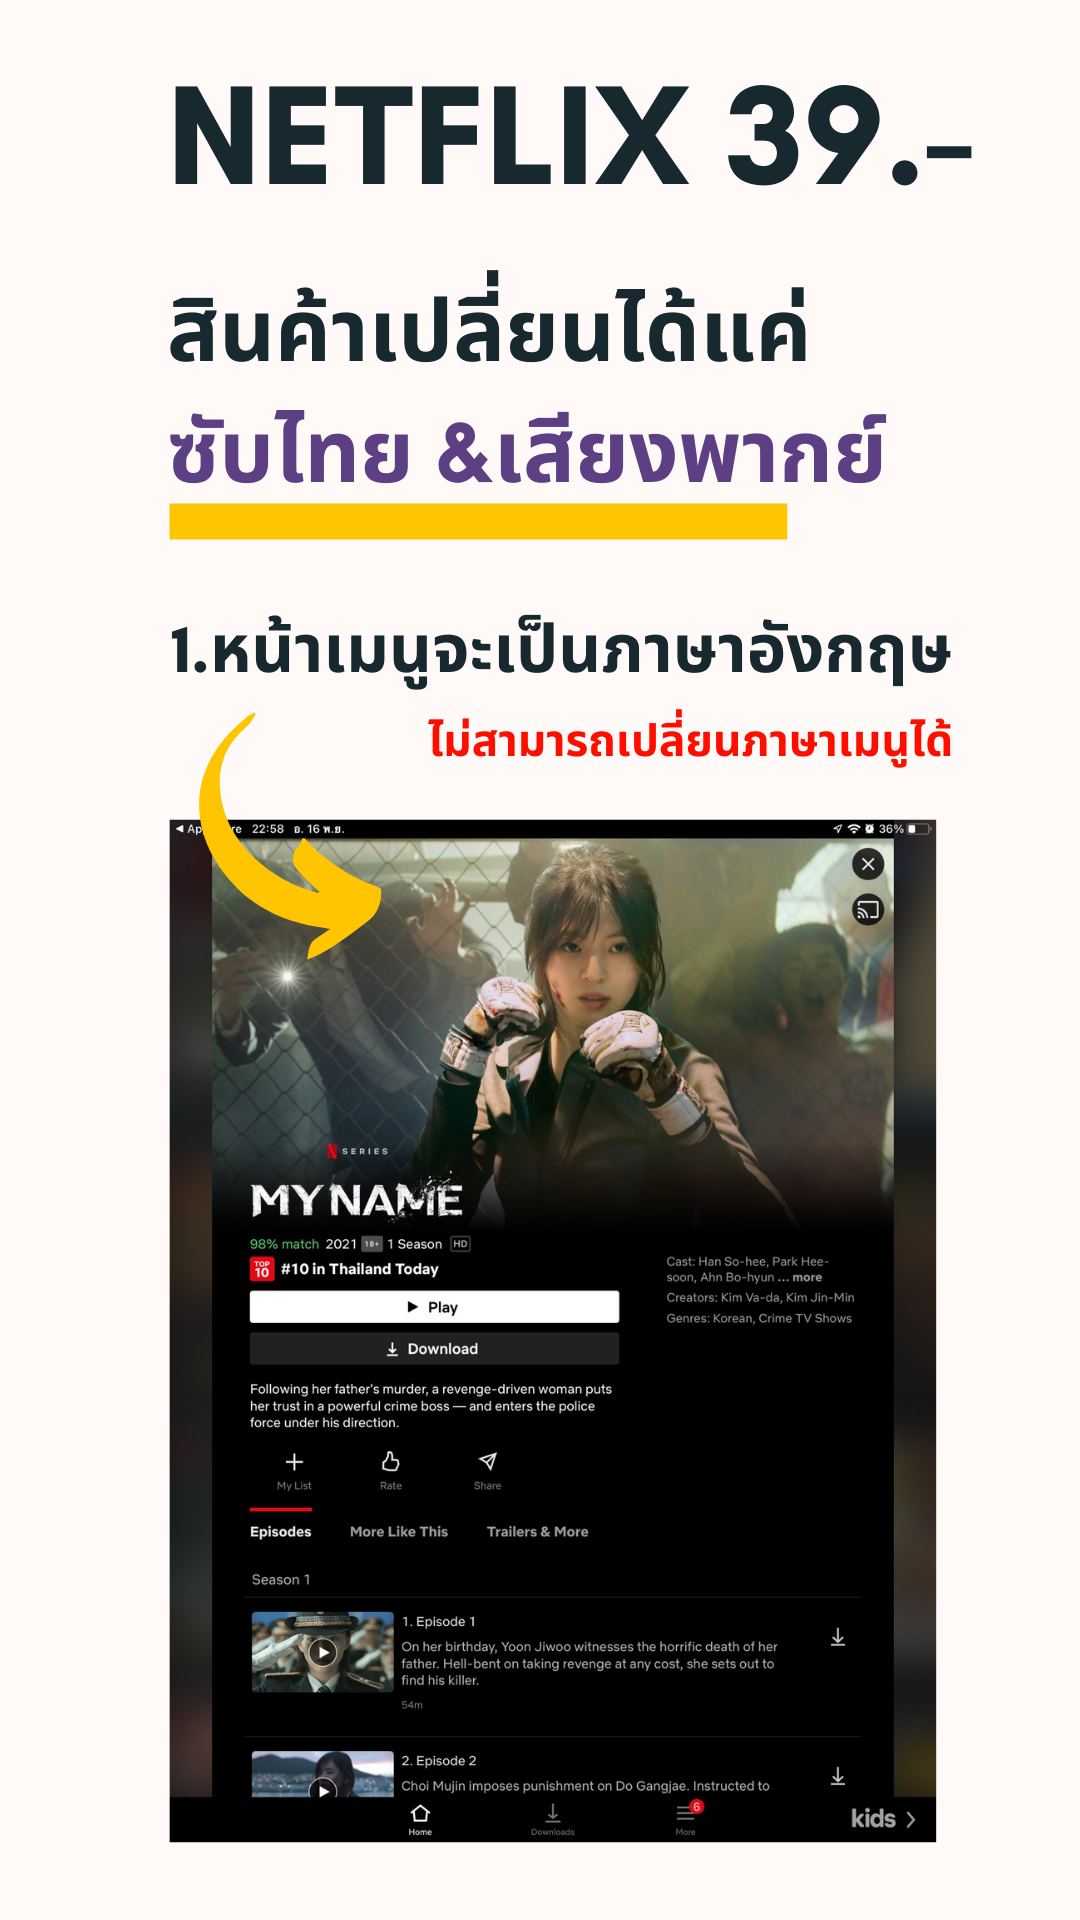 NETFLIX 39.-
สินค้าเปลี่ยนได้แค่
ซับไทย &เสียงพากย์
1.หน้าเมนูจะเป็นภาษาอังกฤษ
ไม่สามารถเปลี่ยนภาษาเมนูได้
22:58 อ. 16 พ.ย. 36%
N SERIES
MY NAME
98% match 2021 18+ 1 Season HD
TOP 10 #10 in Thailand Today
Play
Download
Cast: Han So-hee, Park Hee-
soon, Ahn Bo-hyun ... more
Creators: Kim Va-da, Kim Jin-Min
Genres: Korean, Crime TV Shows
Following her father's murder, a revenge-driven woman puts
her trust in a powerful crime boss — and enters the police
force under his direction.
My List Rate Share
Episodes More Like This Trailers & More
Season 1
1. Episode 1
On her birthday, Yoon Jiwoo witnesses the horrific death of her
father. Hell-bent on taking revenge at any cost, she sets out to
find his killer.
54m
2. Episode 2
Choi Mujin imposes punishment on Do Gangjae. Instructed to
6
Home Downloads More kids